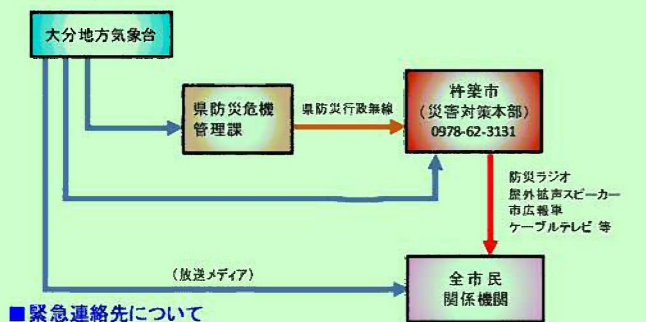 大分地方気象台
県防災危機
管理課
県防災行政無線
杵築市
(災害対策本部)
0978-62-3131
防災ラジオ
屋外拡声スピーカー
市広報車
ケーブルテレビ 等
(放送メディア)
全市民
関係機関
■緊急連絡先について